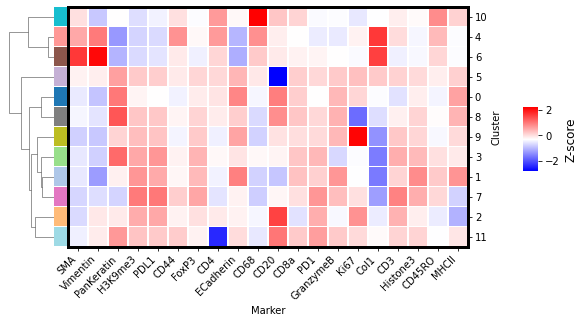 10
4
6
5
0
8
9
3
1
7
2
11
Cluster
2
0
−2
Z-score
SMA
Vimentin
PanKeratin
H3K9me3
PDL1
CD44
FoxP3
CD4
ECadherin
CD68
CD20
CD8a
PD1
GranzymeB
Ki67
Col1
CD3
Histone3
CD45RO
MHCII
Marker